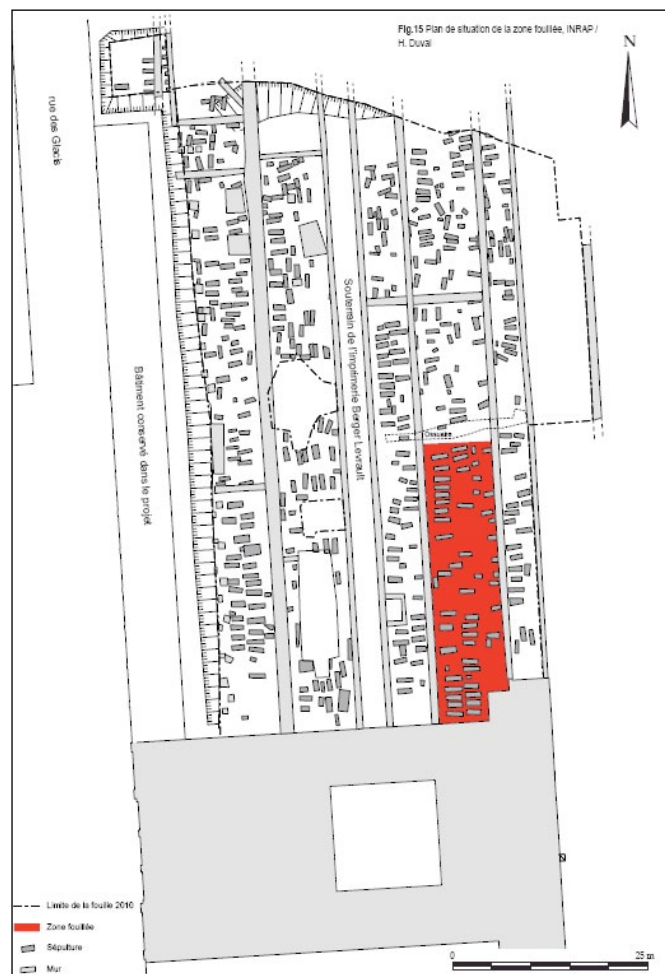 Fig.15 Plan de situation de la zone fouillée, INRAP /
H. Duval
N
rue des Glacis
Souterrain de l'Imprimerie Berger Levrault
Bâtiment conservé dans le projet
Limite de la fouille 2010
Zone fouillée
Sépulture
Mur
0 25 m